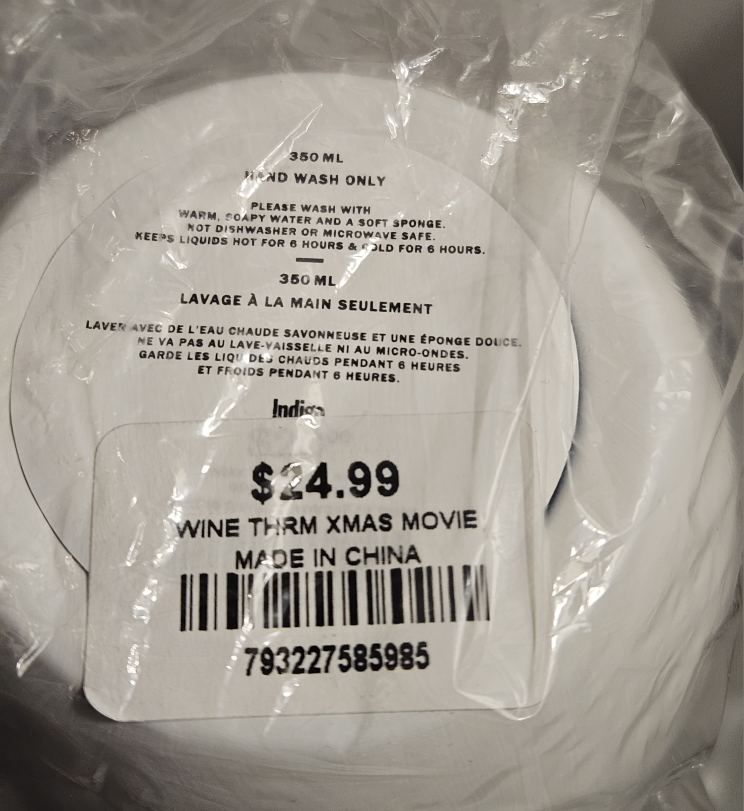 350 ML
HAND WASH ONLY
PLEASE WASH WITH
WARM, SOAPY WATER AND A SOFT SPONGE.
NOT DISHWASHER OR MICROWAVE SAFE.
KEEPS LIQUIDS HOT FOR 6 HOURS & COLD FOR 6 HOURS.
350 ML
LAVAGE À LA MAIN SEULEMENT
LAVER AVEC DE L'EAU CHAUDE SAVONNEUSE ET UNE ÉPONGE DOUCE.
NE VA PAS AU LAVE-VAISSELLE NI AU MICRO-ONDES.
GARDE LES LIQUIDES CHAUDS PENDANT 6 HEURES
ET FROIDS PENDANT 6 HEURES.
Indigo
$24.99
WINE THRM XMAS MOVIE
MADE IN CHINA
793227585985